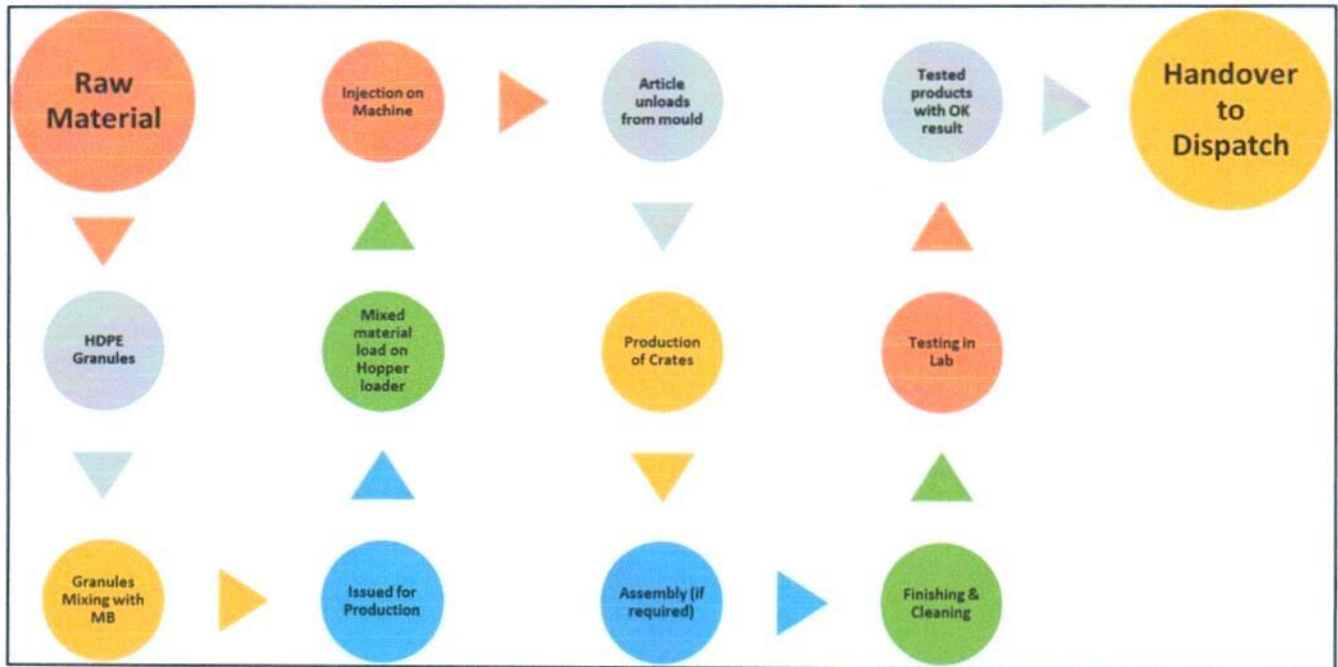 Raw
Material
HDPE
Granules
Granules
Mixing with
MB
Issued for
Production
Mixed
material
load on
Hopper
loader
Injection on
Machine
Article
unloads
from mould
Production
of Crates
Assembly (if
required)
Finishing &
Cleaning
Testing in
Lab
Tested
products
with OK
result
Handover
to
Dispatch